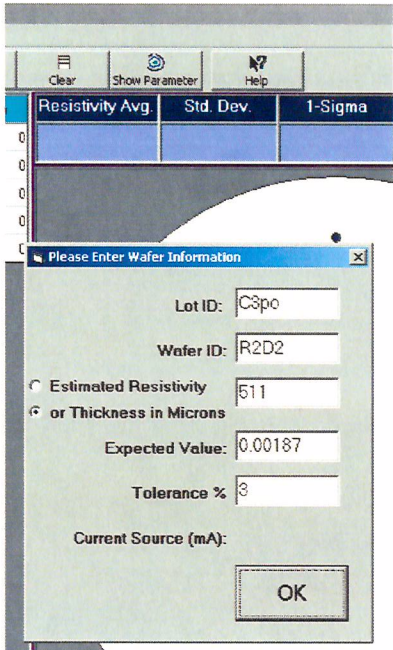 Clear Show Parameter Help
Resistivity Avg. Std. Dev. 1-Sigma
0
0
0
0
Please Enter Wafer Information
Lot ID: C3po
Wafer ID: R2D2
Estimated Resistivity 511
or Thickness in Microns
Expected Value: 0.00187
Tolerance % 3
Current Source (mA):
OK